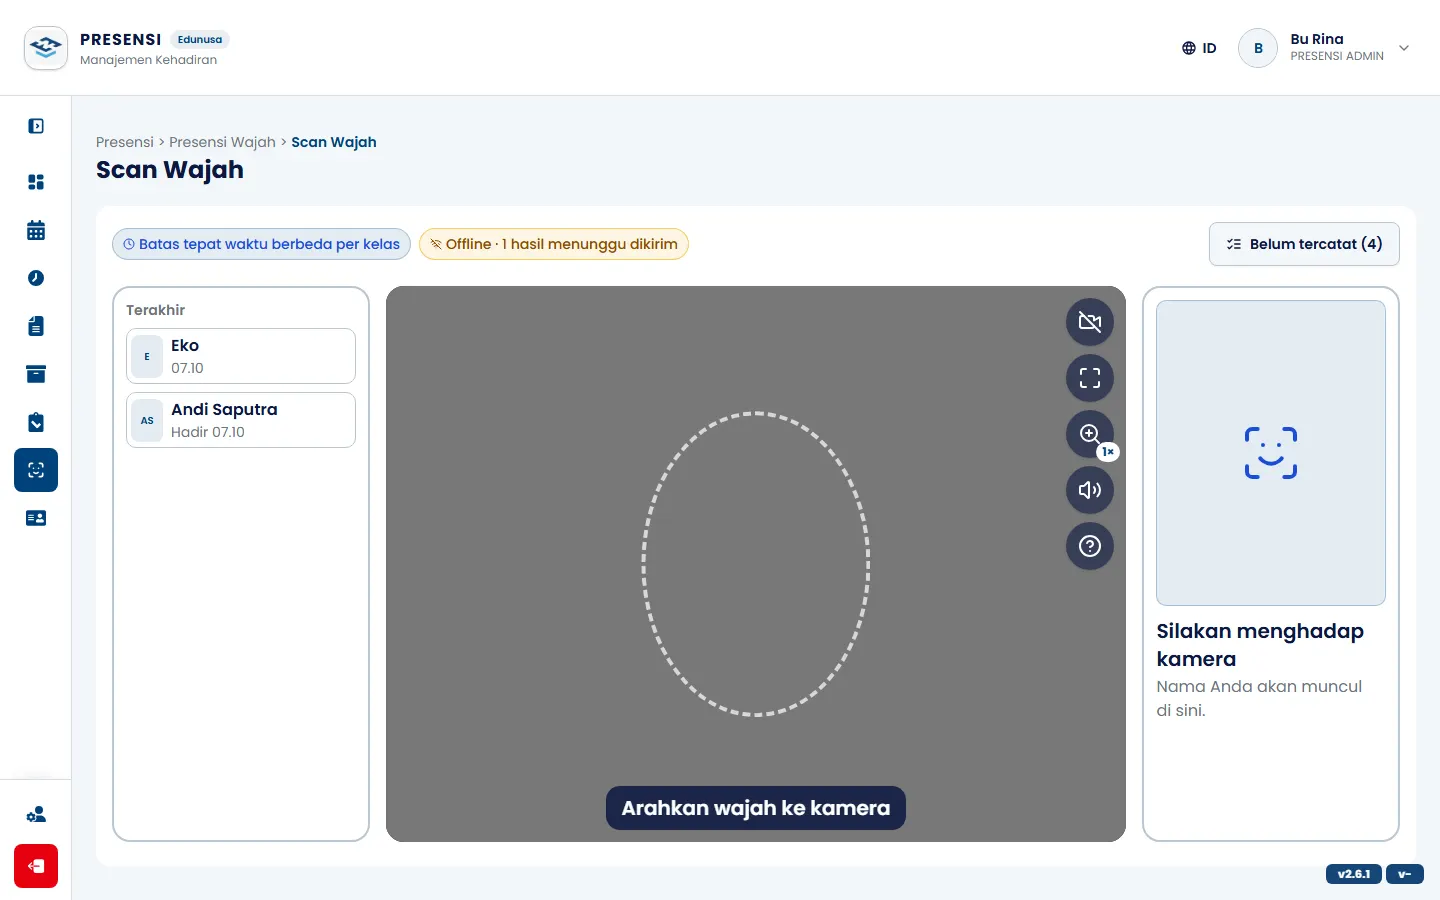 PRESENSI Edunusa
Manajemen Kehadiran
ID
B
Bu Rina
PRESENSI ADMIN
Presensi > Presensi Wajah > Scan Wajah
Scan Wajah
Batas tepat waktu berbeda per kelas
Offline · 1 hasil menunggu dikirim
Belum tercatat (4)
Terakhir
E
Eko
07.10
AS
Andi Saputra
Hadir 07.10
1×
Arahkan wajah ke kamera
Silakan menghadap
kamera
Nama Anda akan muncul
di sini.
v2.6.1
v-